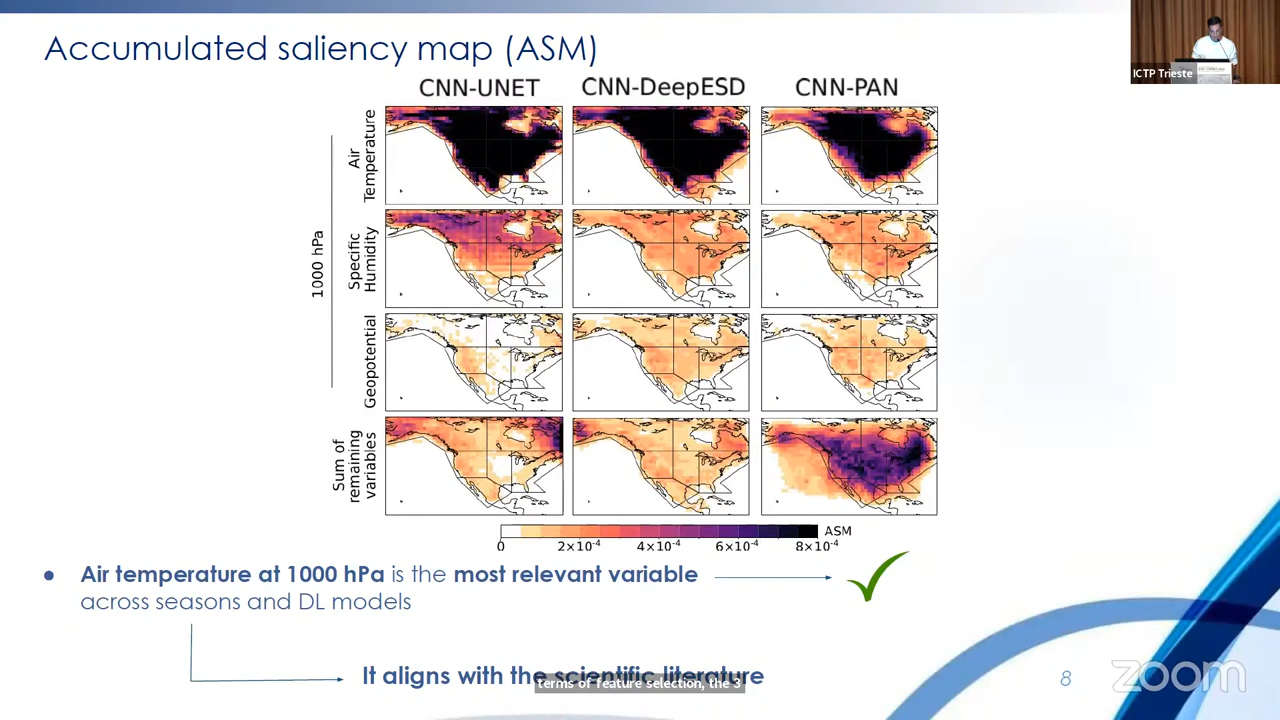 Accumulated saliency map (ASM)
ICTP Trieste
CNN-UNET
CNN-DeepESD
CNN-PAN
1000 hPa
Air
Temperature
Specific
Humidity
Geopotential
Sum of
remaining
variables
ASM
0
2×10⁻⁴
4×10⁻⁴
6×10⁻⁴
8×10⁻⁴
● Air temperature at 1000 hPa is the most relevant variable
across seasons and DL models
It aligns with the scientific literature
terms of feature selection, the 3
8
zoom